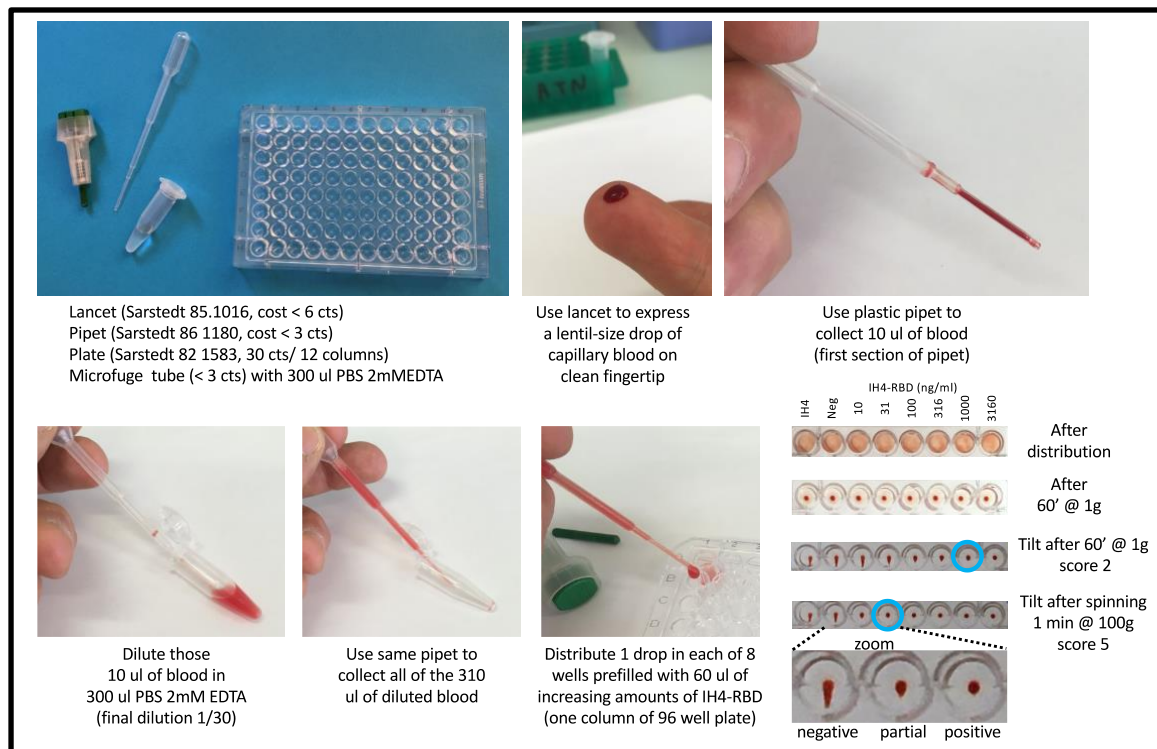 ATN
Lancet (Sarstedt 85.1016, cost < 6 cts)
Pipet (Sarstedt 86 1180, cost < 3 cts)
Plate (Sarstedt 82 1583, 30 cts/ 12 columns)
Microfuge tube (< 3 cts) with 300 ul PBS 2mMEDTA
Use lancet to express
a lentil-size drop of
capillary blood on
clean fingertip
Use plastic pipet to
collect 10 ul of blood
(first section of pipet)
IH4-RBD (ng/ml)
IH4
Neg
10
31
100
316
1000
3160
After
distribution
After
60’ @ 1g
Tilt after 60’ @ 1g
score 2
Tilt after spinning
1 min @ 100g
score 5
zoom
negative partial positive
Dilute those
10 ul of blood in
300 ul PBS 2mM EDTA
(final dilution 1/30)
Use same pipet to
collect all of the 310
ul of diluted blood
Distribute 1 drop in each of 8
wells prefilled with 60 ul of
increasing amounts of IH4-RBD
(one column of 96 well plate)